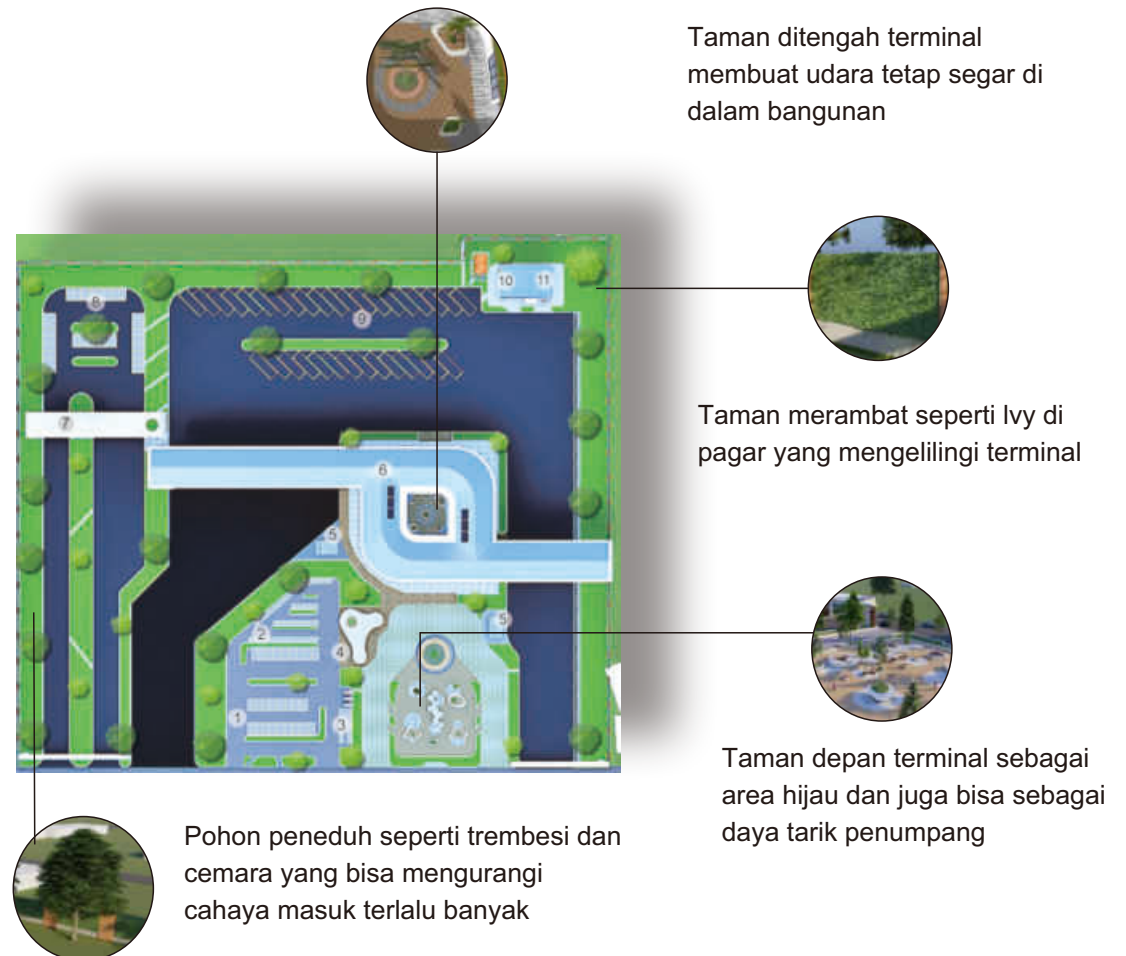 Taman ditengah terminal
membuat udara tetap segar di
dalam bangunan
10 11
8
9
Taman merambat seperti Ivy di
pagar yang mengelilingi terminal
7
6
5
5
2
4
1
3
Taman depan terminal sebagai
area hijau dan juga bisa sebagai
daya tarik penumpang
Pohon peneduh seperti trembesi dan
cemara yang bisa mengurangi
cahaya masuk terlalu banyak